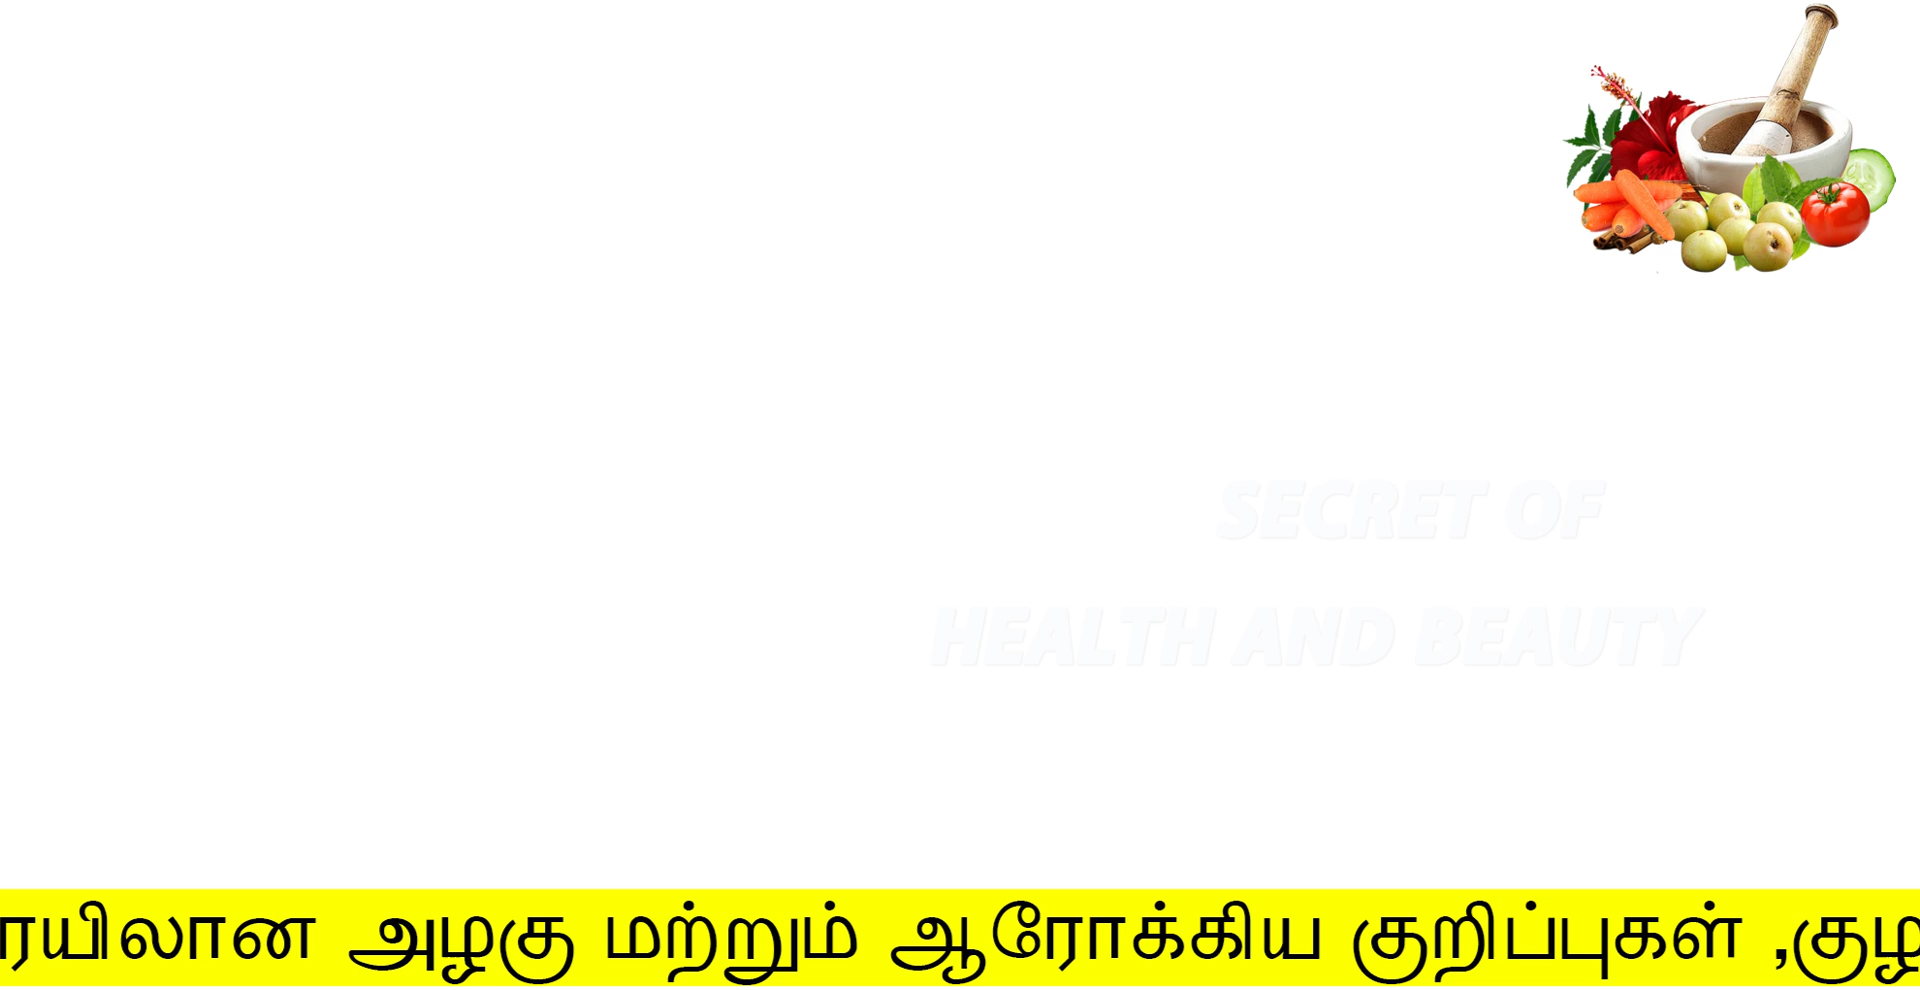 SECRET OF
HEALTH AND BEAUTY
ரயிலான அழகு மற்றும் ஆரோக்கிய குறிப்புகள் ,குழ